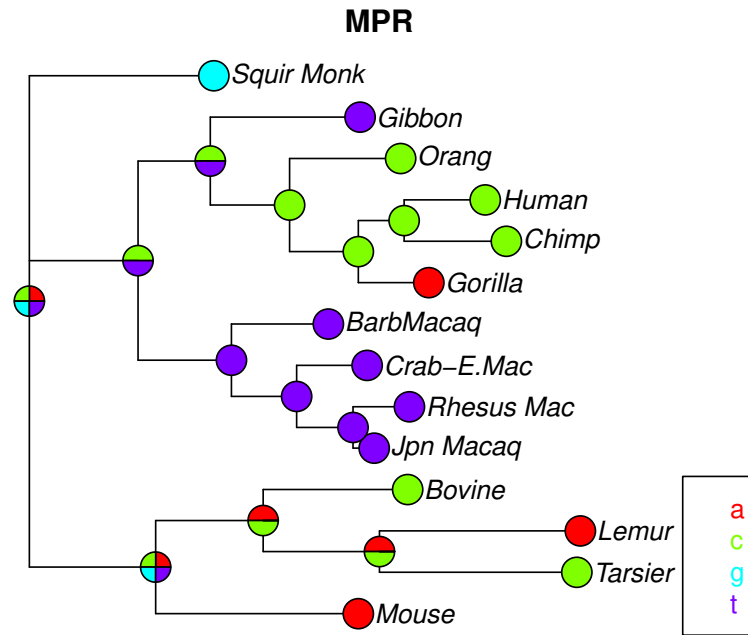 MPR
Squir Monk
Gibbon
Orang
Human
Chimp
Gorilla
BarbMacaq
Crab−E.Mac
Rhesus Mac
Jpn Macaq
Bovine
Lemur
Tarsier
Mouse
a
c
g
t